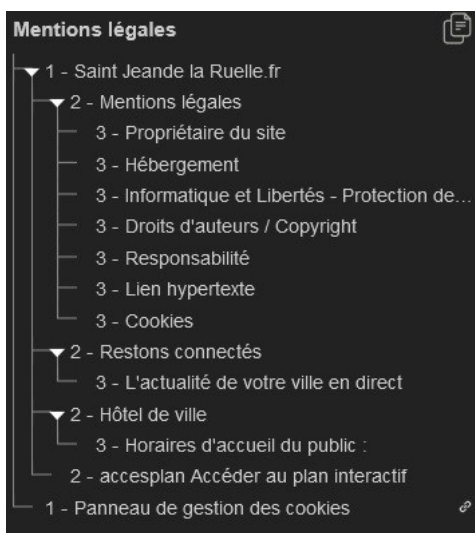 Mentions légales
1 - Saint Jeande la Ruelle.fr
2 - Mentions légales
3 - Propriétaire du site
3 - Hébergement
3 - Informatique et Libertés - Protection de...
3 - Droits d'auteurs / Copyright
3 - Responsabilité
3 - Lien hypertexte
3 - Cookies
2 - Restons connectés
3 - L'actualité de votre ville en direct
2 - Hôtel de ville
3 - Horaires d'accueil du public :
2 - accesplan Accéder au plan interactif
1 - Panneau de gestion des cookies